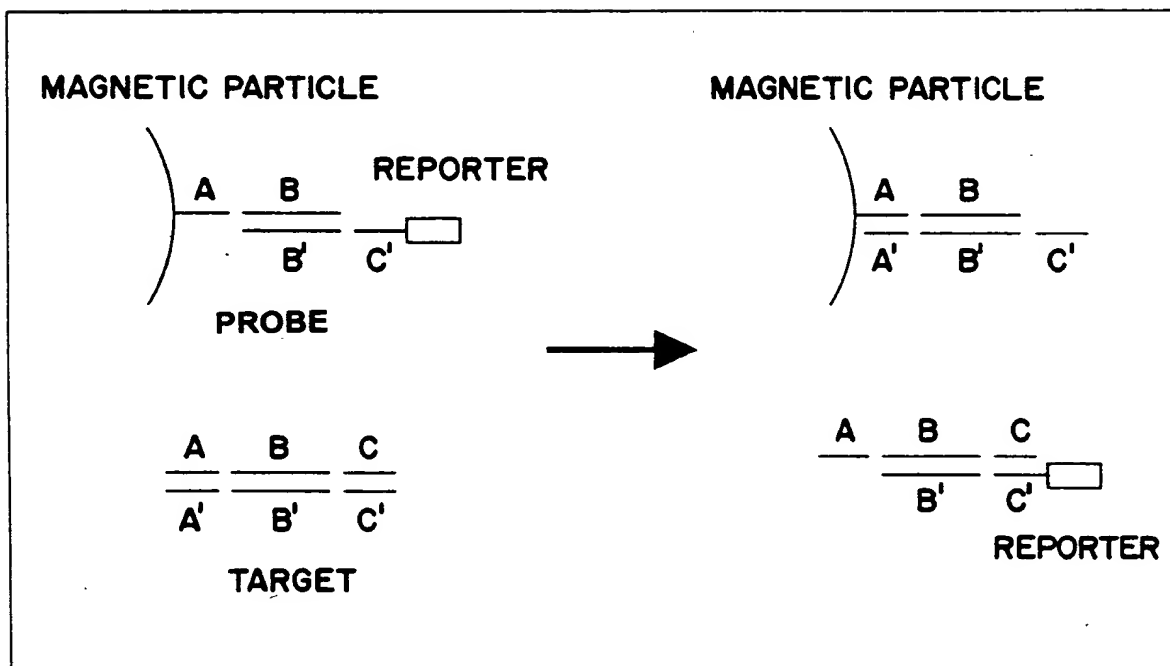 MAGNETIC PARTICLE
A B
REPORTER
B' C'
PROBE
A B C
A' B' C'
TARGET
MAGNETIC PARTICLE
A B
A' B' C'
A B C
B' C'
REPORTER